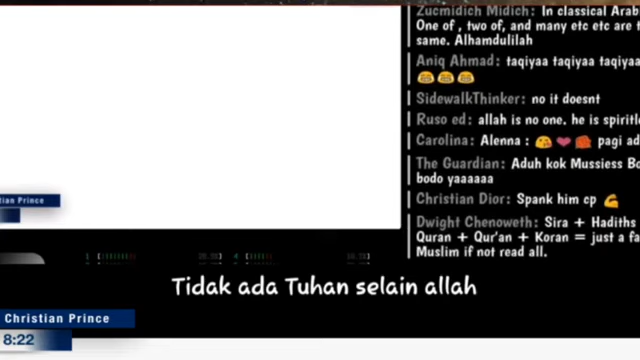 Zucmidich Midich: In classical Arab
One of , two of, and many etc etc are t
same. Alhamdulilah
Aniq Ahmad: taqiyaa taqiyaa taqiyaa
😂😂😂
SidewalkThinker: no it doesnt
Ruso ed: allah is no one. he is spiritle
Carolina: Alenna : 😘❤️ pagi ad
The Guardian: Aduh kok Mussiess Bo
bodo yaaaaaa
Christian Dior: Spank him cp 💪
Dwight Chenoweth: Sira + Hadiths
Quran + Qur'an + Koran = just a fa
Muslim if not read all.
tian Prince
Tidak ada Tuhan selain allah
Christian Prince
8:22